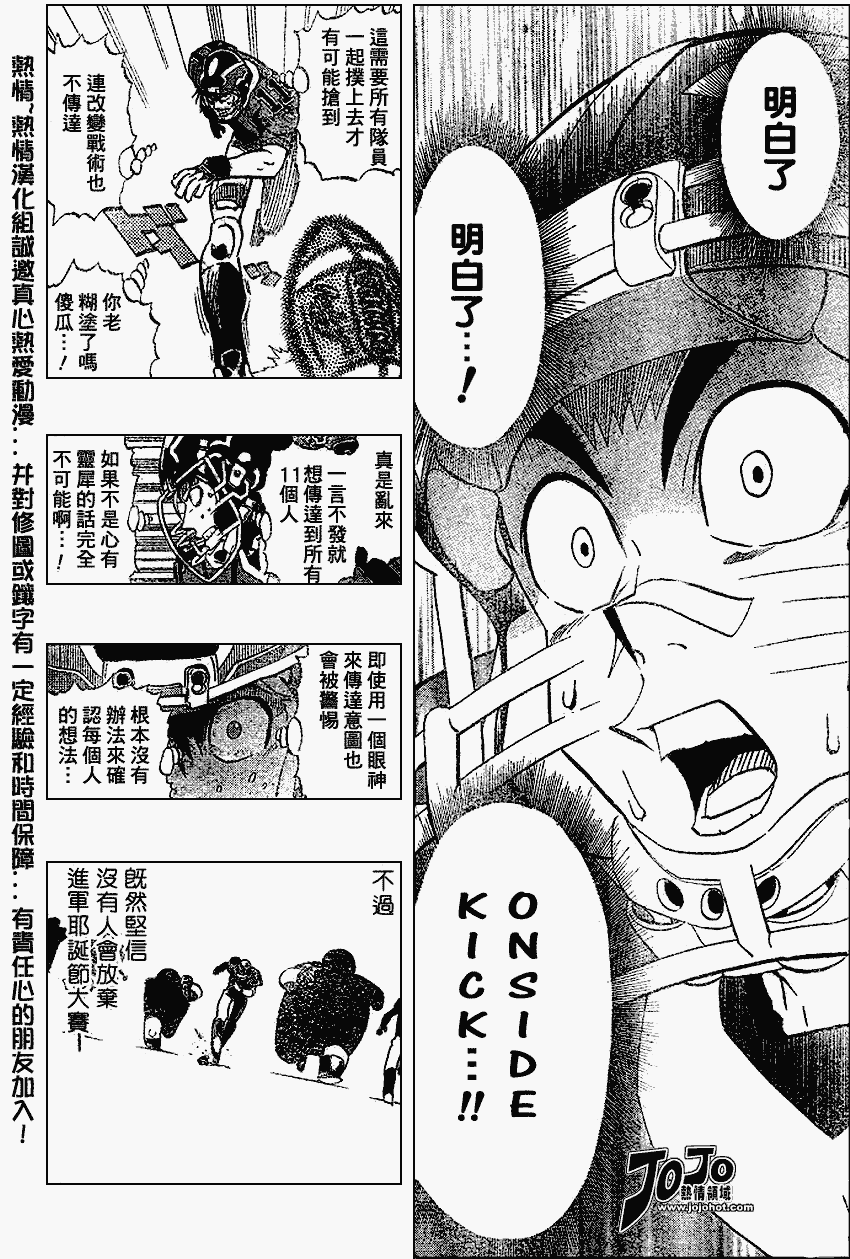 明白了
明白了…!
ONSIDE
KICK…!!
這需要所有隊員
一起撲上去才
有可能搶到
連改變戰術也
不傳達
你老
糊塗了嗎
傻瓜…!
真是亂來
一言不發就
想傳達到所有
11個人
如果不是心有
靈犀的話完全
不可能啊…!
即使用一個眼神
來傳達意圖也
會被警惕
根本沒有
辦法來確
認每個人
的想法…
不過
既然堅信
沒有人會放棄
進軍耶誕節大賽—
熱情,熱情漢化組誠邀真心熱愛動漫…并對修圖或鑲字有一定經驗和時間保障…有責任心的朋友加入!
JOJO
熱情領域
www.jojohot.com